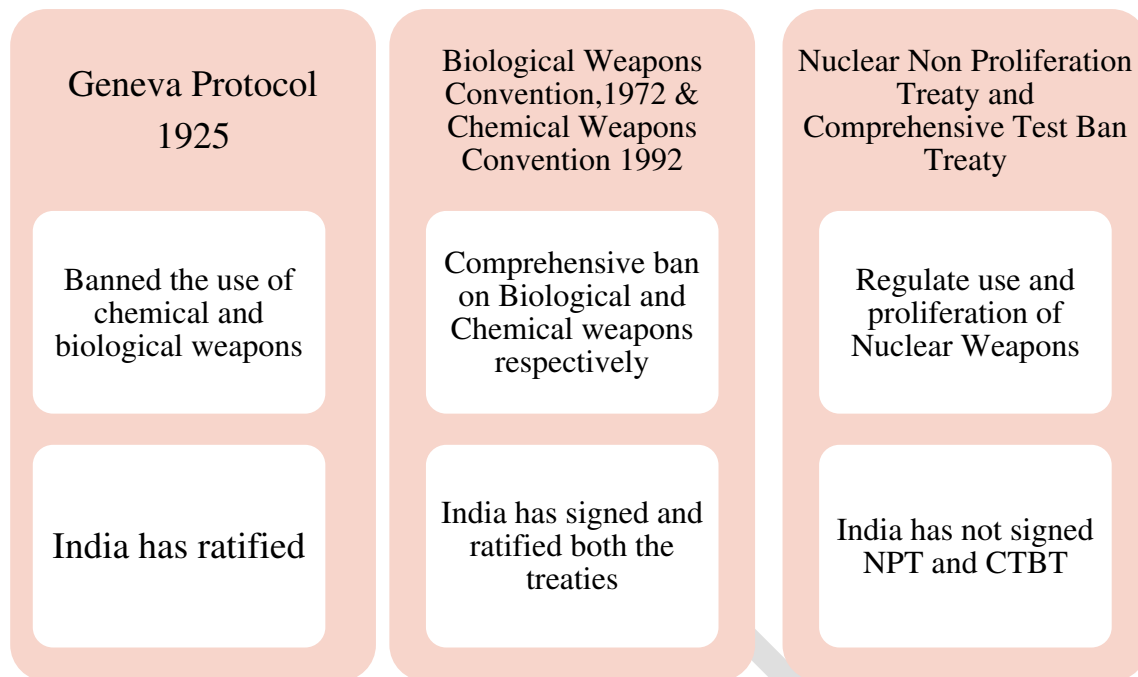 Geneva Protocol
1925
Banned the use of
chemical and
biological weapons
India has ratified
Biological Weapons
Convention,1972 &
Chemical Weapons
Convention 1992
Comprehensive ban
on Biological and
Chemical weapons
respectively
India has signed and
ratified both the
treaties
Nuclear Non Proliferation
Treaty and
Comprehensive Test Ban
Treaty
Regulate use and
proliferation of
Nuclear Weapons
India has not signed
NPT and CTBT